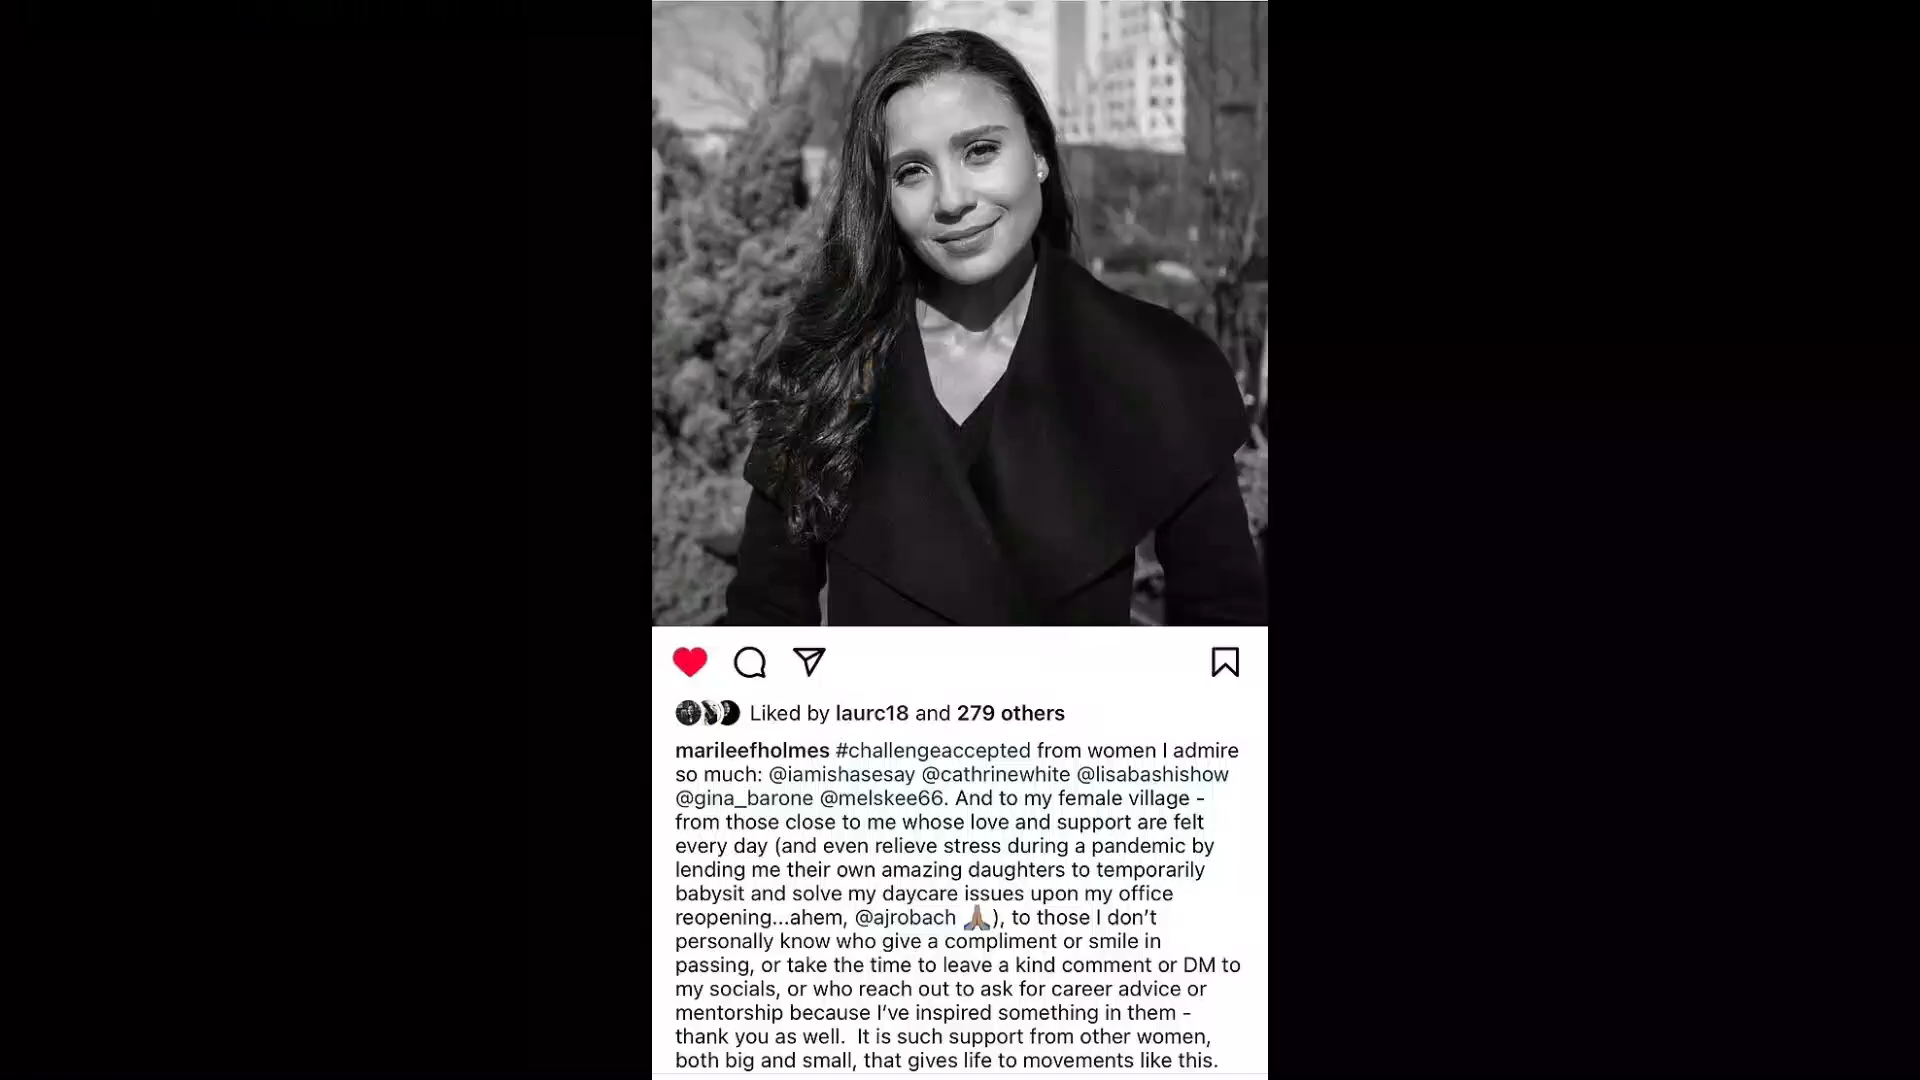 Liked by laurc18 and 279 others
marileefholmes #challengeaccepted from women I admire
so much: @iamishasesay @cathrinewhite @lisabashishow
@gina_barone @melskee66. And to my female village -
from those close to me whose love and support are felt
every day (and even relieve stress during a pandemic by
lending me their own amazing daughters to temporarily
babysit and solve my daycare issues upon my office
reopening...ahem, @ajrobach 🙏🏽), to those I don’t
personally know who give a compliment or smile in
passing, or take the time to leave a kind comment or DM to
my socials, or who reach out to ask for career advice or
mentorship because I’ve inspired something in them -
thank you as well.  It is such support from other women,
both big and small, that gives life to movements like this.